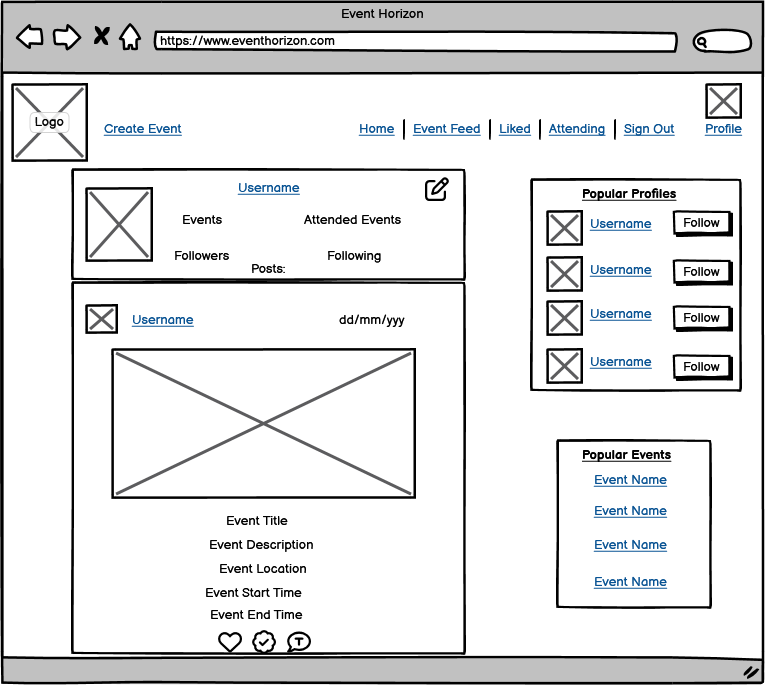 Event Horizon
https://www.eventhorizon.com
Logo
Create Event
Home
Event Feed
Liked
Attending
Sign Out
Profile
Username
Events
Attended Events
Followers
Following
Posts:
Username
dd/mm/yyy
Event Title
Event Description
Event Location
Event Start Time
Event End Time
T
Popular Profiles
Username
Follow
Username
Follow
Username
Follow
Username
Follow
Popular Events
Event Name
Event Name
Event Name
Event Name